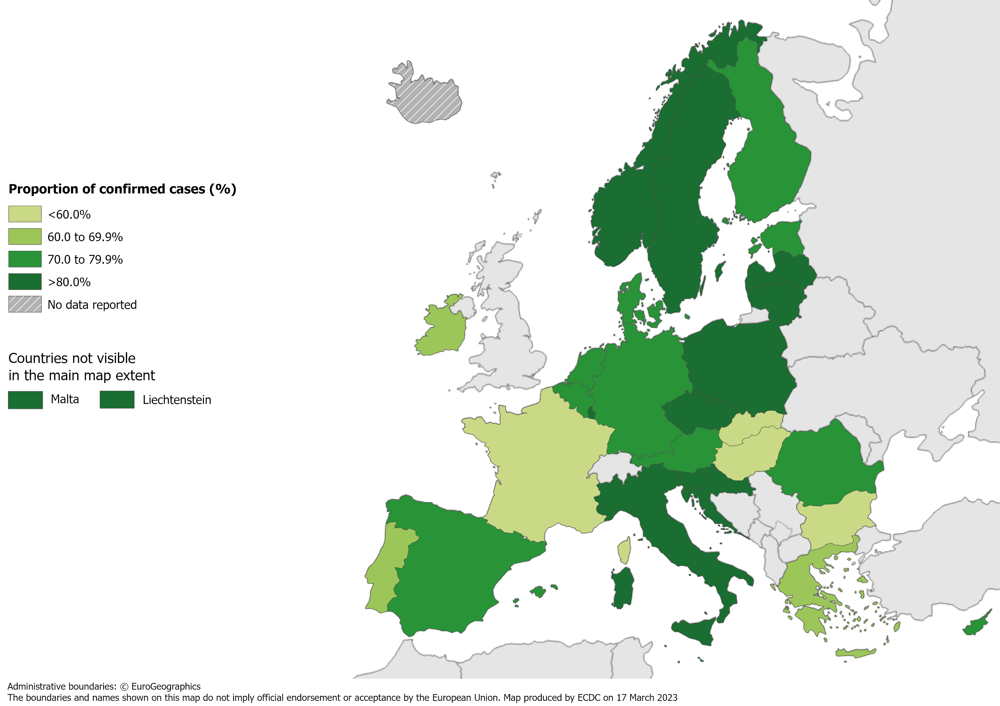 Proportion of confirmed cases (%)
<60.0%
60.0 to 69.9%
70.0 to 79.9%
>80.0%
No data reported
Countries not visible
in the main map extent
Malta
Liechtenstein
Administrative boundaries: © EuroGeographics
The boundaries and names shown on this map do not imply official endorsement or acceptance by the European Union. Map produced by ECDC on 17 March 2023